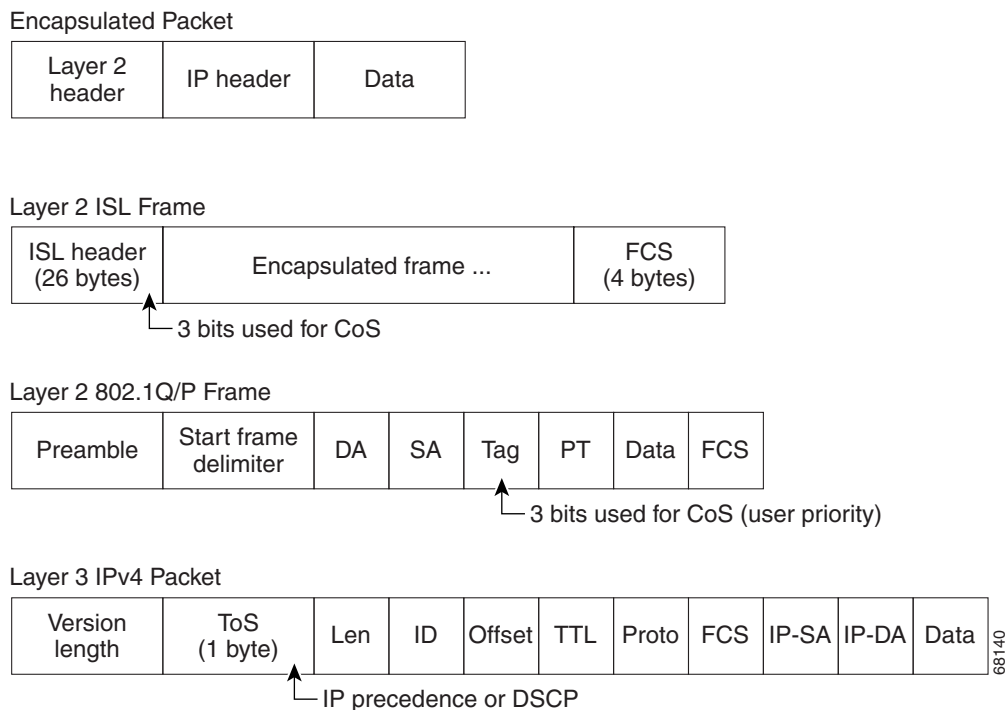 Encapsulated Packet
Layer 2
header
IP header
Data
Layer 2 ISL Frame
ISL header
(26 bytes)
Encapsulated frame ...
FCS
(4 bytes)
3 bits used for CoS
Layer 2 802.1Q/P Frame
Preamble
Start frame
delimiter
DA
SA
Tag
PT
Data
FCS
3 bits used for CoS (user priority)
Layer 3 IPv4 Packet
Version
length
ToS
(1 byte)
Len
ID
Offset
TTL
Proto
FCS
IP-SA
IP-DA
Data
IP precedence or DSCP
68140